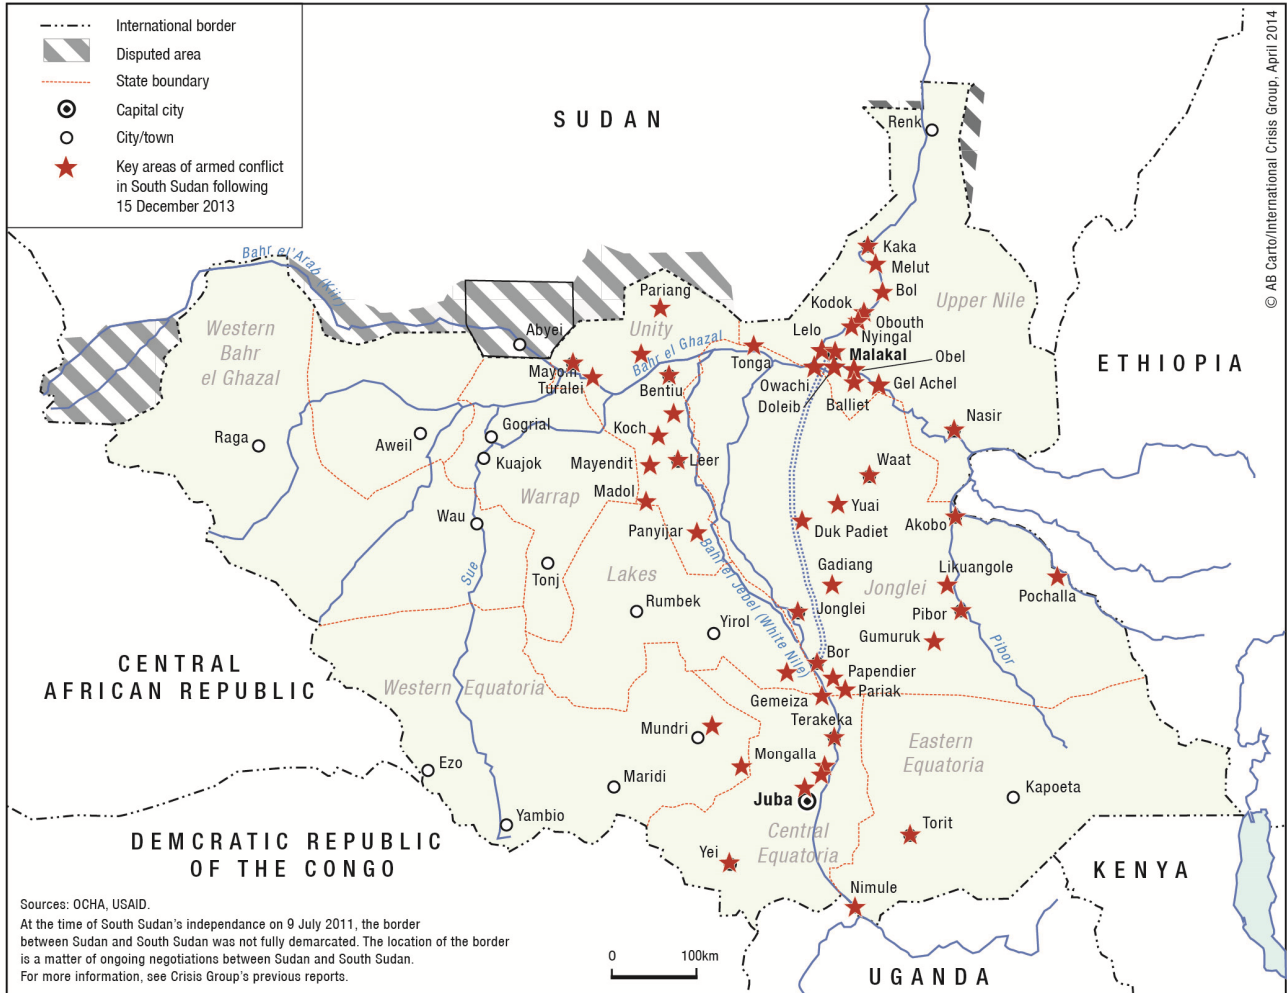 International border
Disputed area
State boundary
Capital city
City/town
Key areas of armed conflict
in South Sudan following
15 December 2013
© AB Carto/International Crisis Group, April 2014
SUDAN
Renk
Bahr el'Arab (Kiir)
Kaka
Melut
Bol
Upper Nile
Pariang
Kodok
Obouth
Western
Bahr
el Ghazal
Abyei
Unity
Lelo
Nyingal
Bahr el Ghazal
Malakal
Obel
ETHIOPIA
Mayom
Tonga
Turalei
Bentiu
Owachi
Gel Achel
Doleib
Balliet
Nasir
Raga
Aweil
Gogrial
Koch
Kuajok
Mayendit
Leer
Waat
Warrap
Madol
Yuai
Wau
Panyijar
Duk Padiet
Akobo
Sue
Bahr el Jebel (White Nile)
Tonj
Lakes
Gadiang
Likuangole
Jonglei
Pochalla
Rumbek
Jonglei
Pibor
Yirol
Gumuruk
Pibor
CENTRAL
AFRICAN REPUBLIC
Bor
Papendier
Western Equatoria
Gemeiza
Pariak
Terakeka
Mundri
Eastern
Equatoria
Mongalla
Ezo
Maridi
Kapoeta
Juba
Yambio
Torit
DEMCRATIC REPUBLIC
OF THE CONGO
Central
Equatoria
Yei
KENYA
Nimule
Sources: OCHA, USAID.
At the time of South Sudan's independance on 9 July 2011, the border
between Sudan and South Sudan was not fully demarcated. The location of the border
is a matter of ongoing negotiations between Sudan and South Sudan.
For more information, see Crisis Group's previous reports.
0 100km
UGANDA